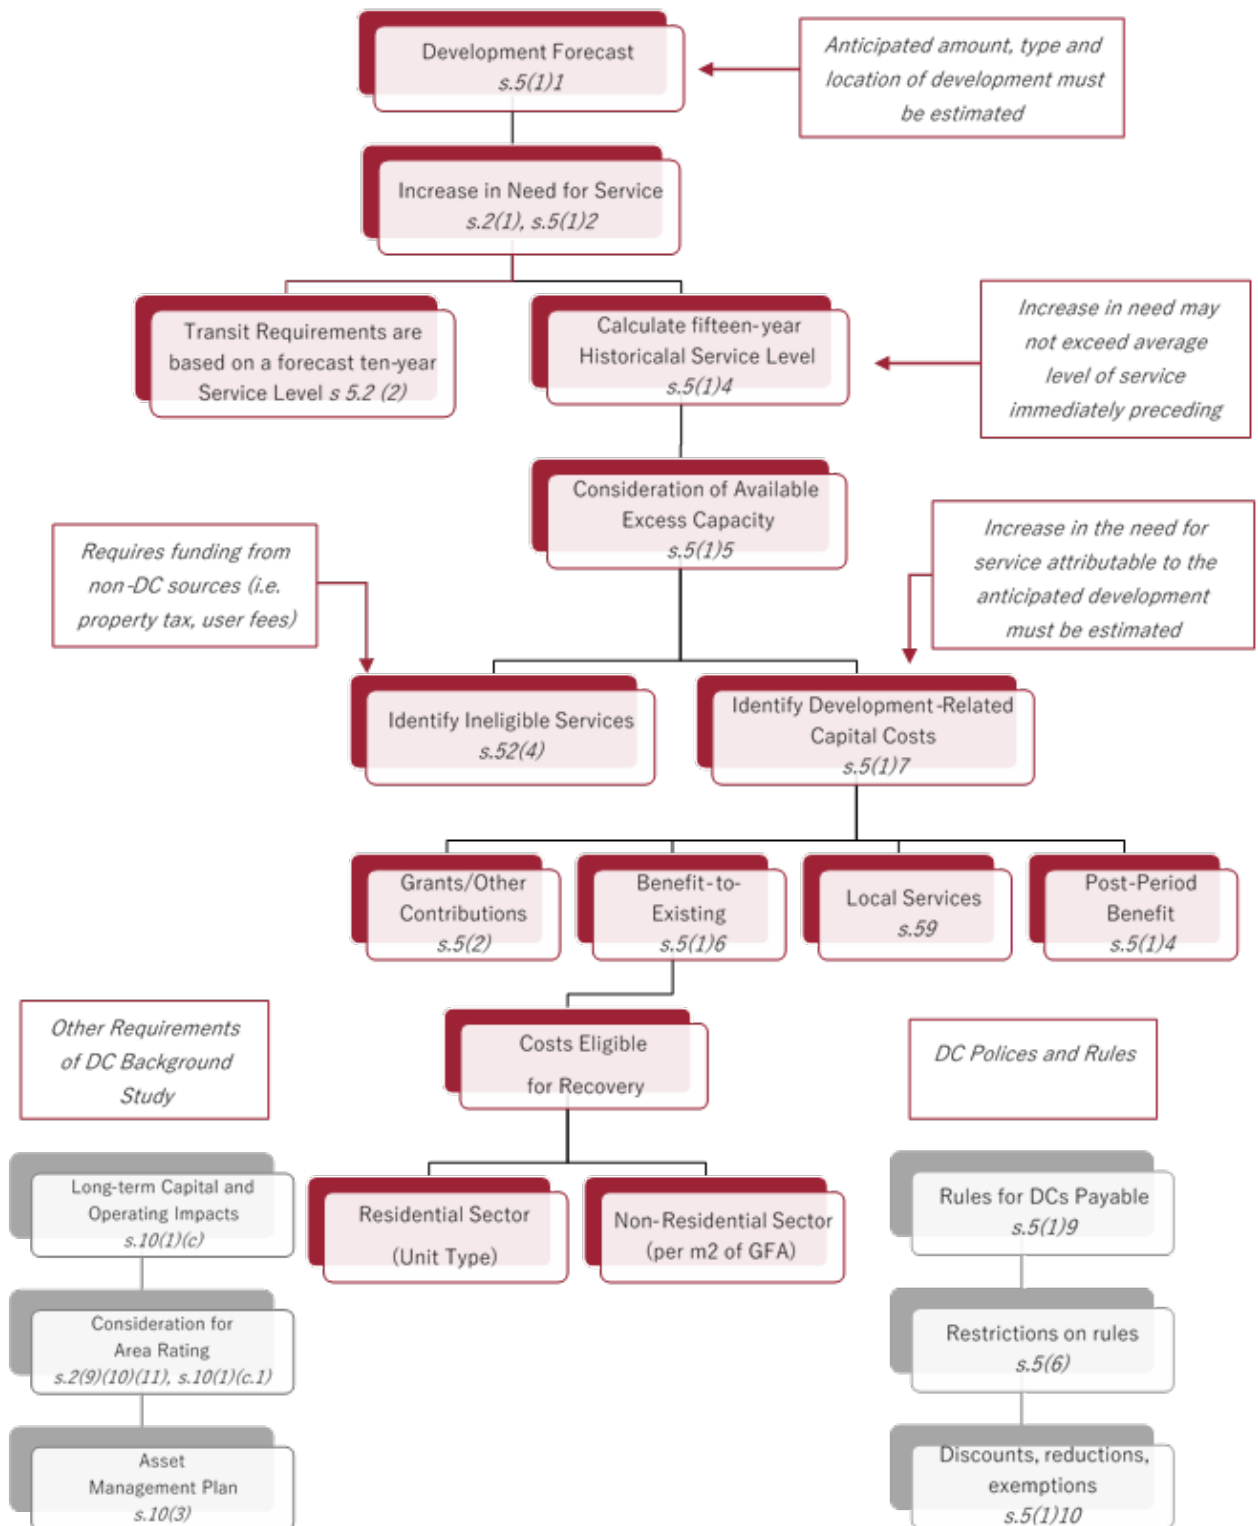 Development Forecast
s.5(1)1
Anticipated amount, type and
location of development must
be estimated
Increase in Need for Service
s.2(1), s.5(1)2
Transit Requirements are
based on a forecast ten-year
Service Level s 5.2 (2)
Calculate fifteen-year
Historicalal Service Level
s.5(1)4
Increase in need may
not exceed average
level of service
immediately preceding
Consideration of Available
Excess Capacity
s.5(1)5
Requires funding from
non-DC sources (i.e.
property tax, user fees)
Increase in the need for
service attributable to the
anticipated development
must be estimated
Identify Ineligible Services
s.52(4)
Identify Development-Related
Capital Costs
s.5(1)7
Grants/Other
Contributions
s.5(2)
Benefit-to-
Existing
s.5(1)6
Local Services
s.59
Post-Period
Benefit
s.5(1)4
Other Requirements
of DC Background
Study
Costs Eligible
for Recovery
DC Polices and Rules
Long-term Capital and
Operating Impacts
s.10(1)(c)
Residential Sector
(Unit Type)
Non-Residential Sector
(per m2 of GFA)
Rules for DCs Payable
s.5(1)9
Consideration for
Area Rating
s.2(9)(10)(11), s.10(1)(c.1)
Restrictions on rules
s.5(6)
Asset
Management Plan
s.10(3)
Discounts, reductions,
exemptions
s.5(1)10